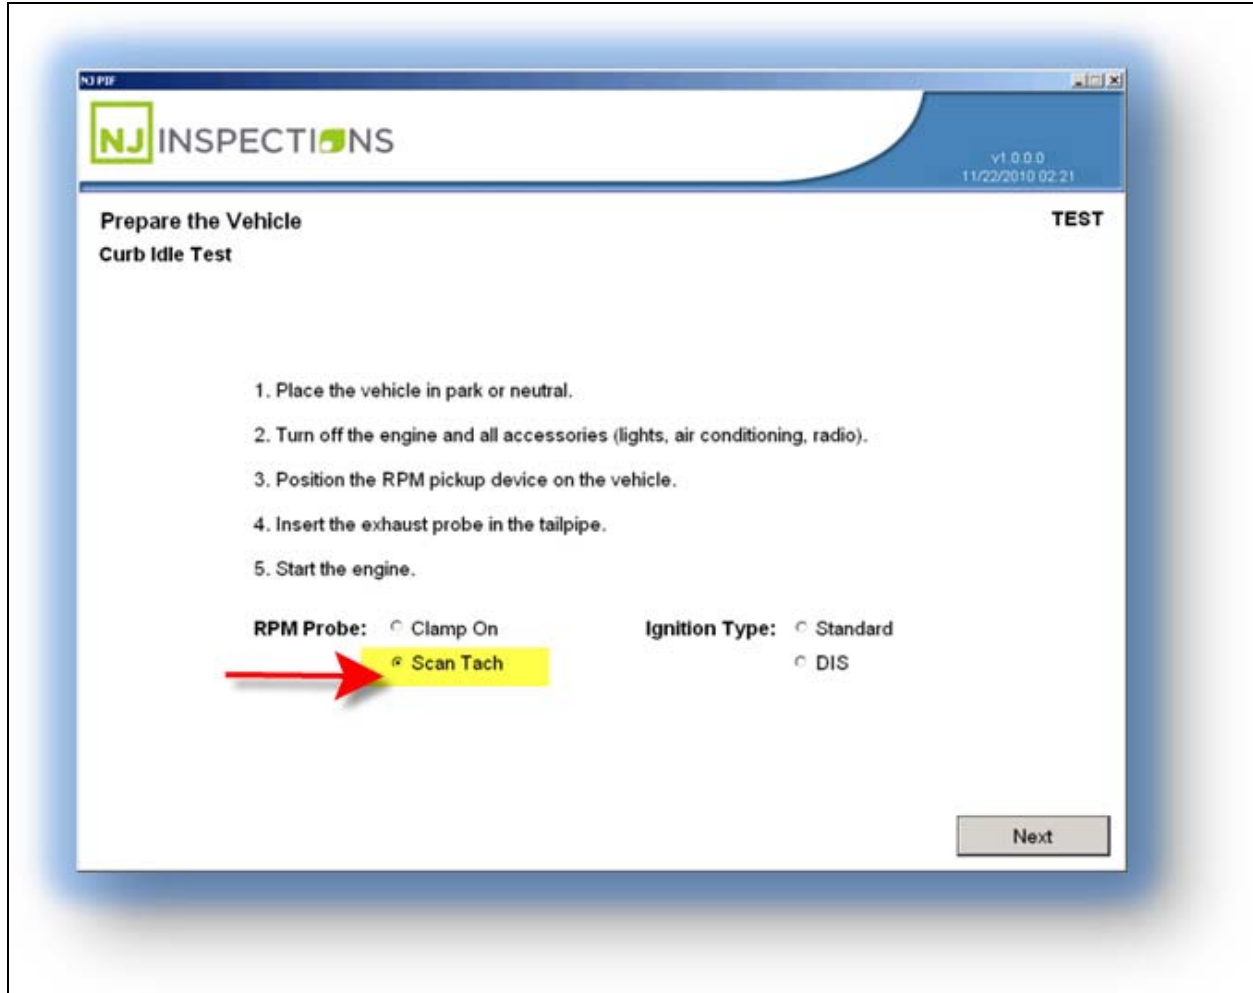 NJ PIF
NJ INSPECTIONS
v1.0.0.0
11/22/2010 02:21
Prepare the Vehicle
TEST
Curb Idle Test
1. Place the vehicle in park or neutral.
2. Turn off the engine and all accessories (lights, air conditioning, radio).
3. Position the RPM pickup device on the vehicle.
4. Insert the exhaust probe in the tailpipe.
5. Start the engine.
RPM Probe: Clamp On Ignition Type: Standard
Scan Tach DIS
Next